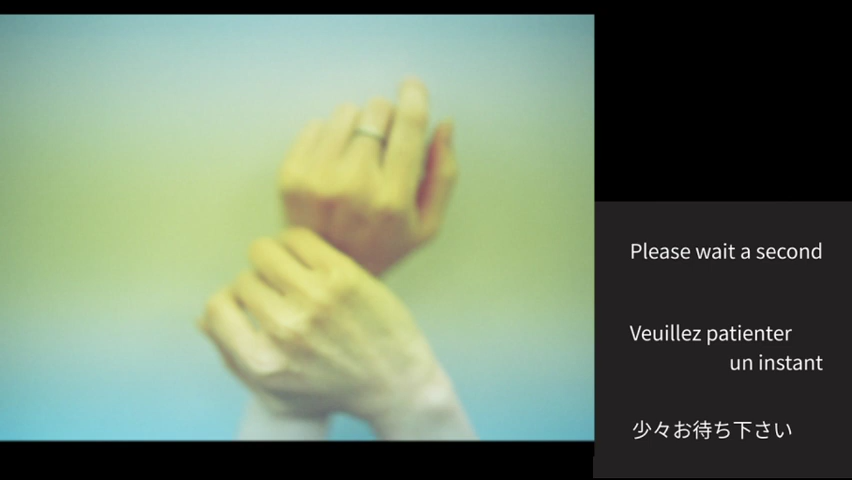 Please wait a second
Veuillez patienter
un instant
少々お待ち下さい